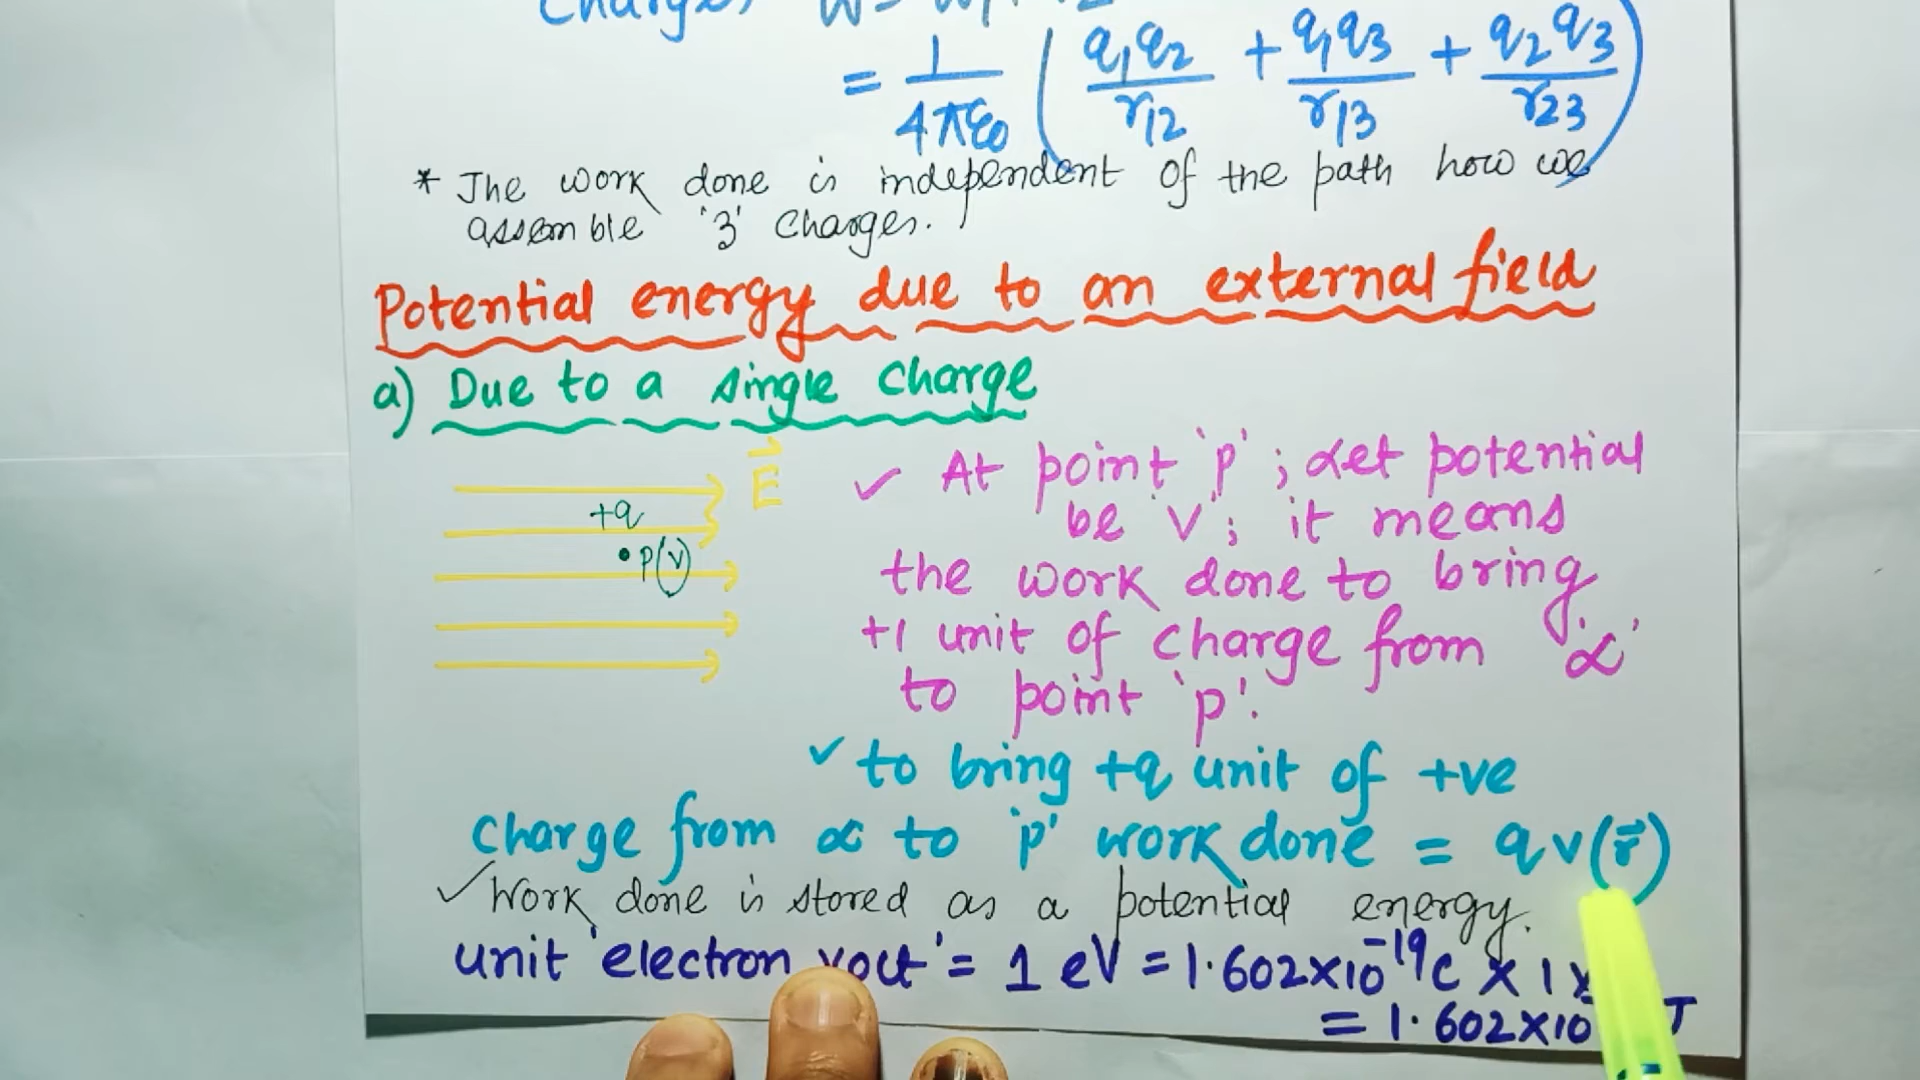 Charges W =
= 1/4πε0 ( q1q2/r12 + q1q3/r13 + q2q3/r23 )
* The work done is independent of the path how we
assemble '3' charges.
Potential energy due to an external field
a) Due to a single charge
E⃗
+q
• P(V)
✓ At point 'p' ; Let potential
be 'V' ; it means
the work done to bring
+1 unit of charge from '∝'
to point 'p'.
✓ to bring +q unit of +ve
charge from ∝ to 'p' work done = q v(r⃗)
✓ Work done is stored as a potential energy.
unit 'electron volt' = 1 eV = 1.602×10⁻¹⁹C × 1
= 1.602×10 J